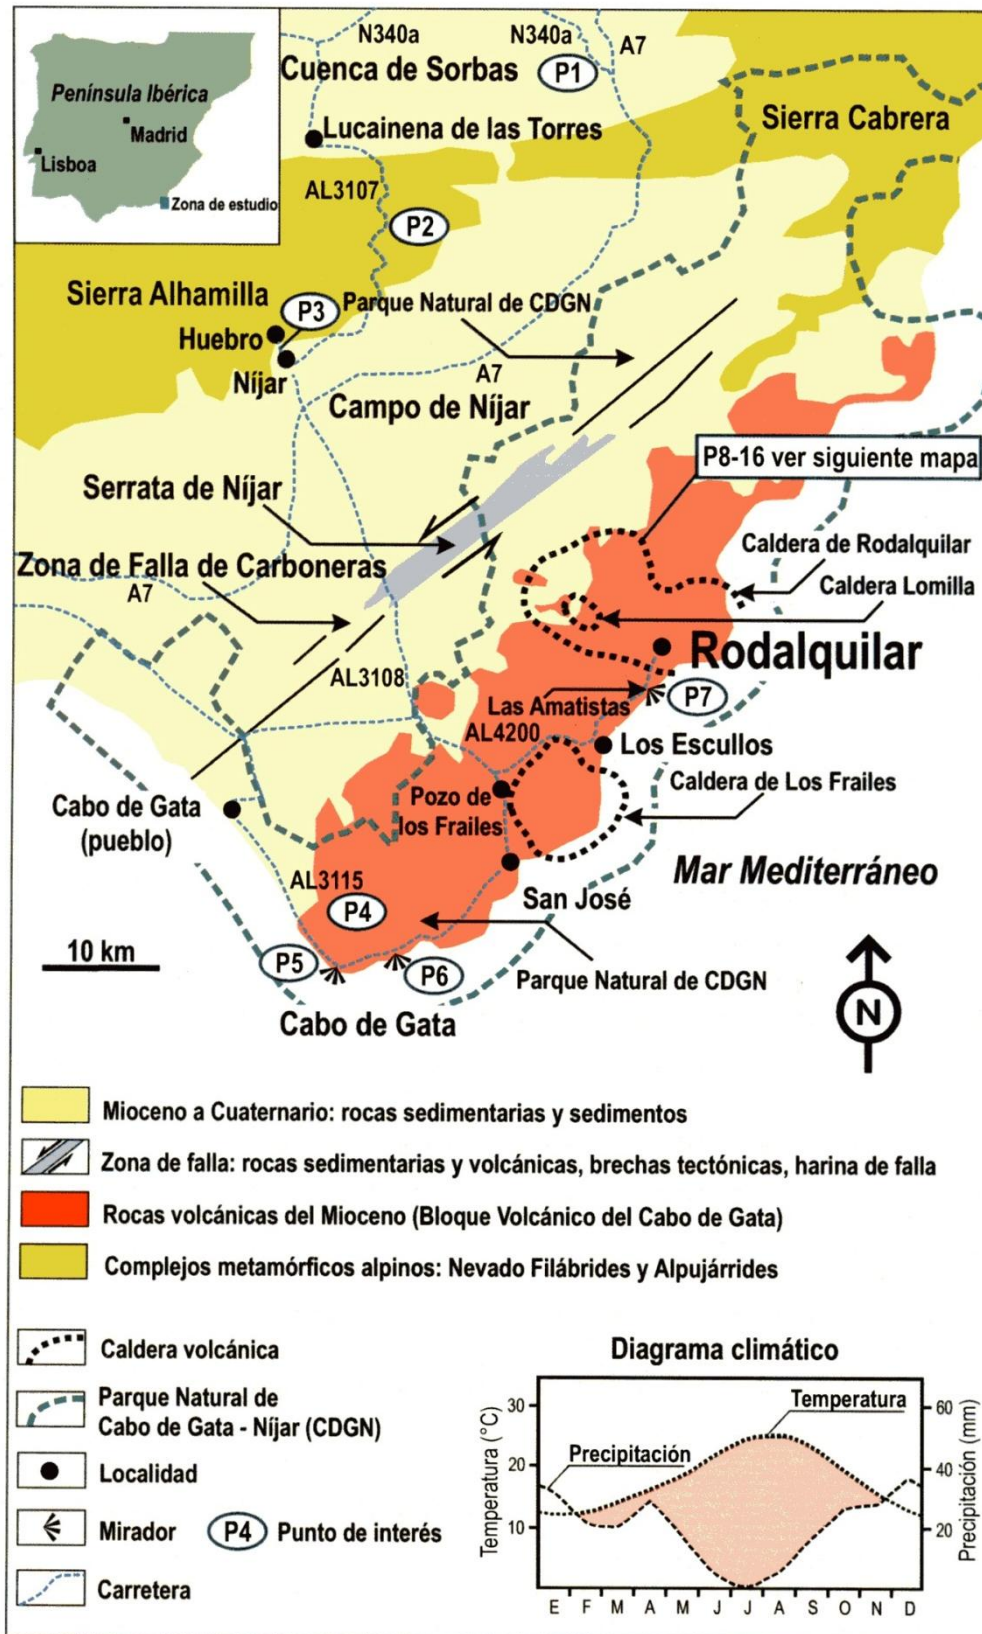 Península Ibérica
Madrid
Lisboa
Zona de estudio
N340a
N340a
A7
Cuenca de Sorbas
P1
Sierra Cabrera
Lucainena de las Torres
AL3107
P2
Sierra Alhamilla
P3
Parque Natural de CDGN
Huebro
Níjar
A7
Campo de Níjar
P8-16 ver siguiente mapa
Serrata de Níjar
Caldera de Rodalquilar
Zona de Falla de Carboneras
A7
Caldera Lomilla
Rodalquilar
AL3108
Las Amatistas
P7
AL4200
Los Escullos
Caldera de Los Frailes
Cabo de Gata
(pueblo)
Pozo de
los Frailes
Mar Mediterráneo
AL3115
San José
P4
10 km
P5
P6
Parque Natural de CDGN
Cabo de Gata
N
Mioceno a Cuaternario: rocas sedimentarias y sedimentos
Zona de falla: rocas sedimentarias y volcánicas, brechas tectónicas, harina de falla
Rocas volcánicas del Mioceno (Bloque Volcánico del Cabo de Gata)
Complejos metamórficos alpinos: Nevado Filábrides y Alpujárrides
Caldera volcánica
Parque Natural de
Cabo de Gata - Níjar (CDGN)
Localidad
Mirador
P4 Punto de interés
Carretera
Diagrama climático
Temperatura (°C)
30
20
10
Precipitación
Temperatura
60
40
20
Precipitación (mm)
E F M A M J J A S O N D